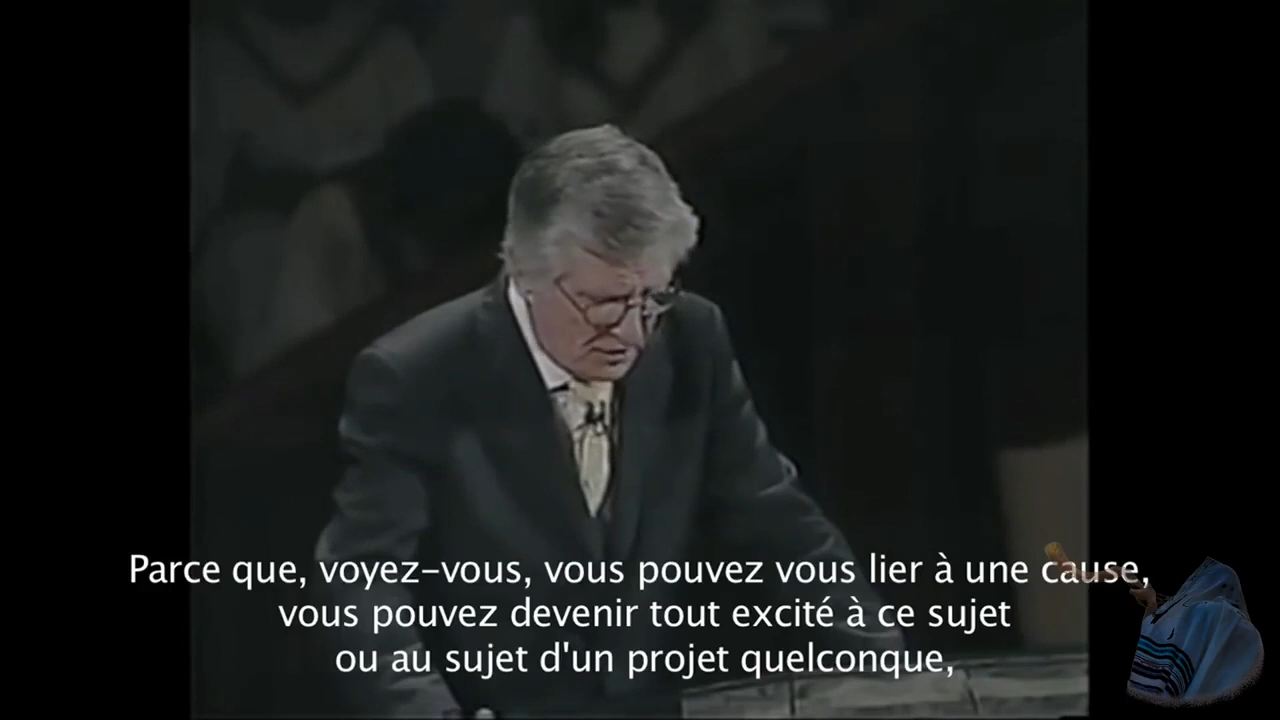 Parce que, voyez-vous, vous pouvez vous lier à une cause,
vous pouvez devenir tout excité à ce sujet
ou au sujet d'un projet quelconque,